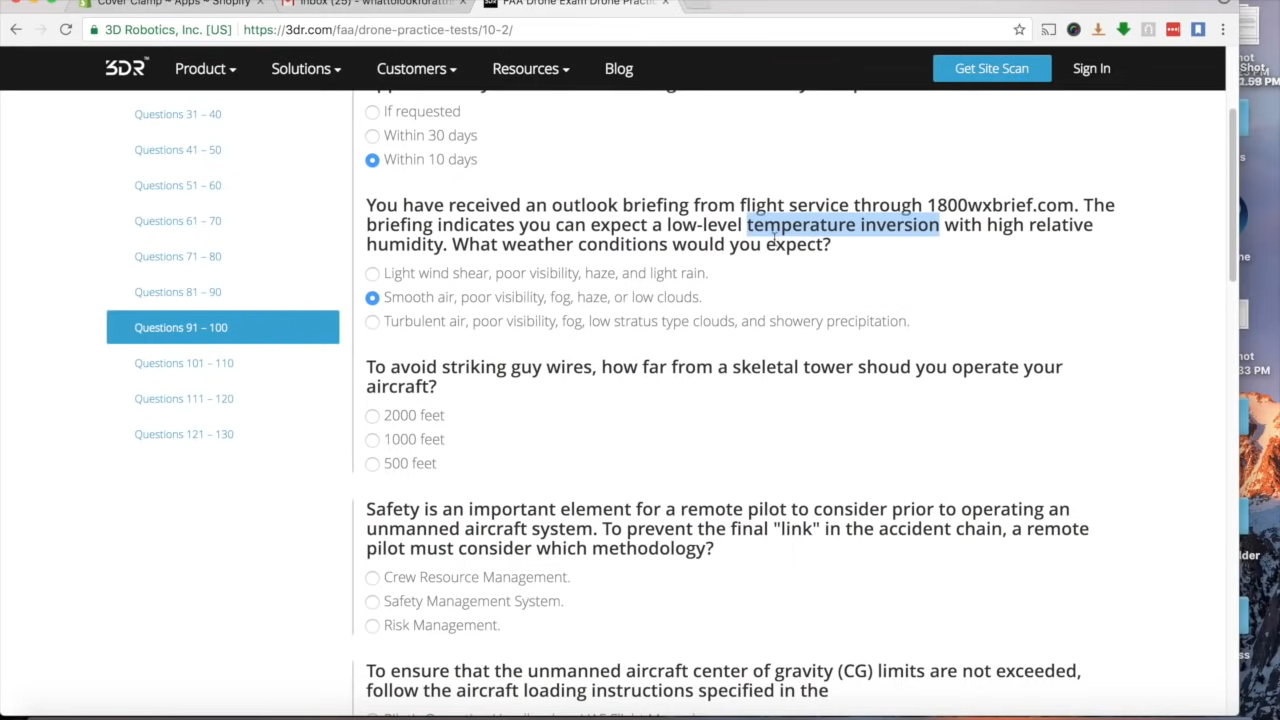 Cover Clamp ~ Apps ~ Shopify
Inbox (25) - whattolookforattn
FAA Drone Exam Drone Practic
3D Robotics, Inc. [US] https://3dr.com/faa/drone-practice-tests/10-2/
3DR Product Solutions Customers Resources Blog Get Site Scan Sign In
Questions 31 – 40
Questions 41 – 50
Questions 51 – 60
Questions 61 – 70
Questions 71 – 80
Questions 81 – 90
Questions 91 – 100
Questions 101 – 110
Questions 111 – 120
Questions 121 – 130
If requested
Within 30 days
Within 10 days
You have received an outlook briefing from flight service through 1800wxbrief.com. The
briefing indicates you can expect a low-level temperature inversion with high relative
humidity. What weather conditions would you expect?
Light wind shear, poor visibility, haze, and light rain.
Smooth air, poor visibility, fog, haze, or low clouds.
Turbulent air, poor visibility, fog, low stratus type clouds, and showery precipitation.
To avoid striking guy wires, how far from a skeletal tower shoud you operate your
aircraft?
2000 feet
1000 feet
500 feet
Safety is an important element for a remote pilot to consider prior to operating an
unmanned aircraft system. To prevent the final "link" in the accident chain, a remote
pilot must consider which methodology?
Crew Resource Management.
Safety Management System.
Risk Management.
To ensure that the unmanned aircraft center of gravity (CG) limits are not exceeded,
follow the aircraft loading instructions specified in the